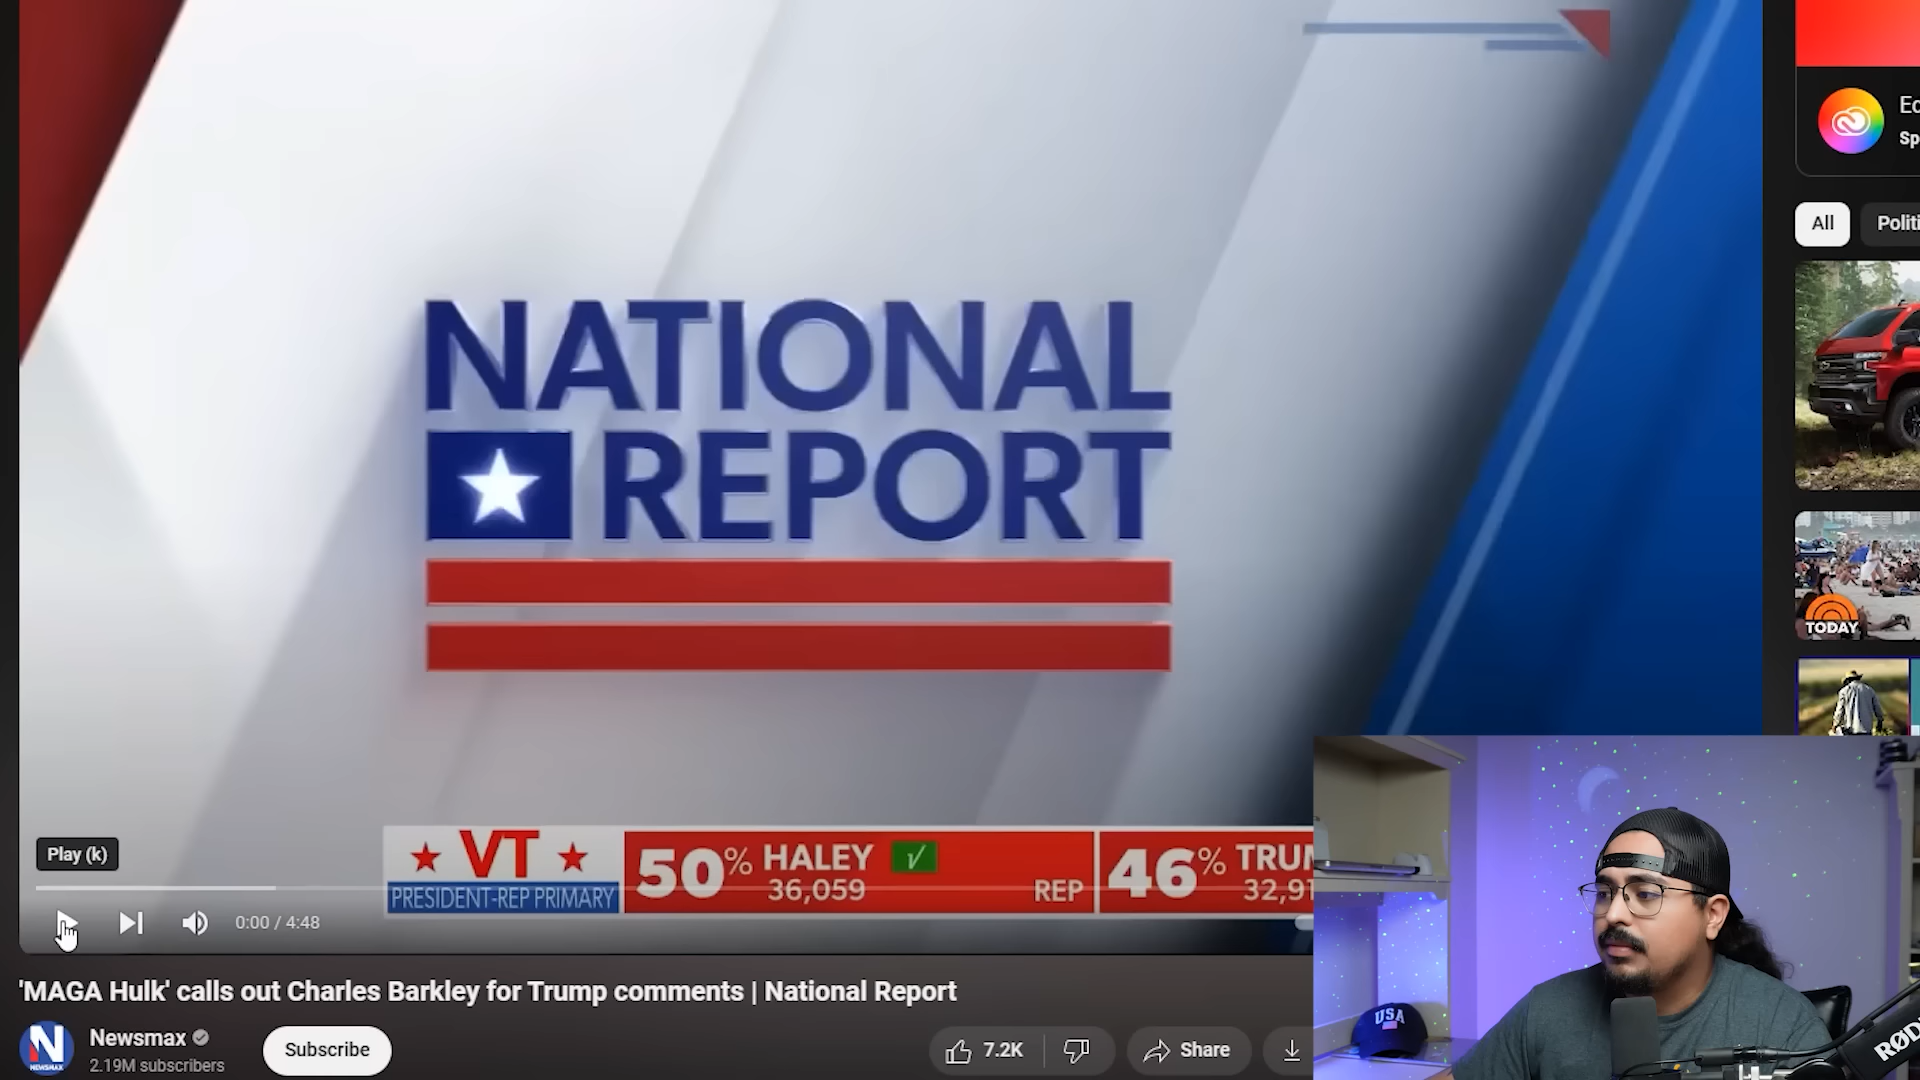 NATIONAL
REPORT
Play (k)
VT
PRESIDENT-REP PRIMARY
50% HALEY
36,059
REP
46%
0:00 / 4:48
'MAGA Hulk' calls out Charles Barkley for Trump comments | National Report
N
NEWSMAX
Newsmax
2.19M subscribers
Subscribe
7.2K
Share
All
TODAY
USA